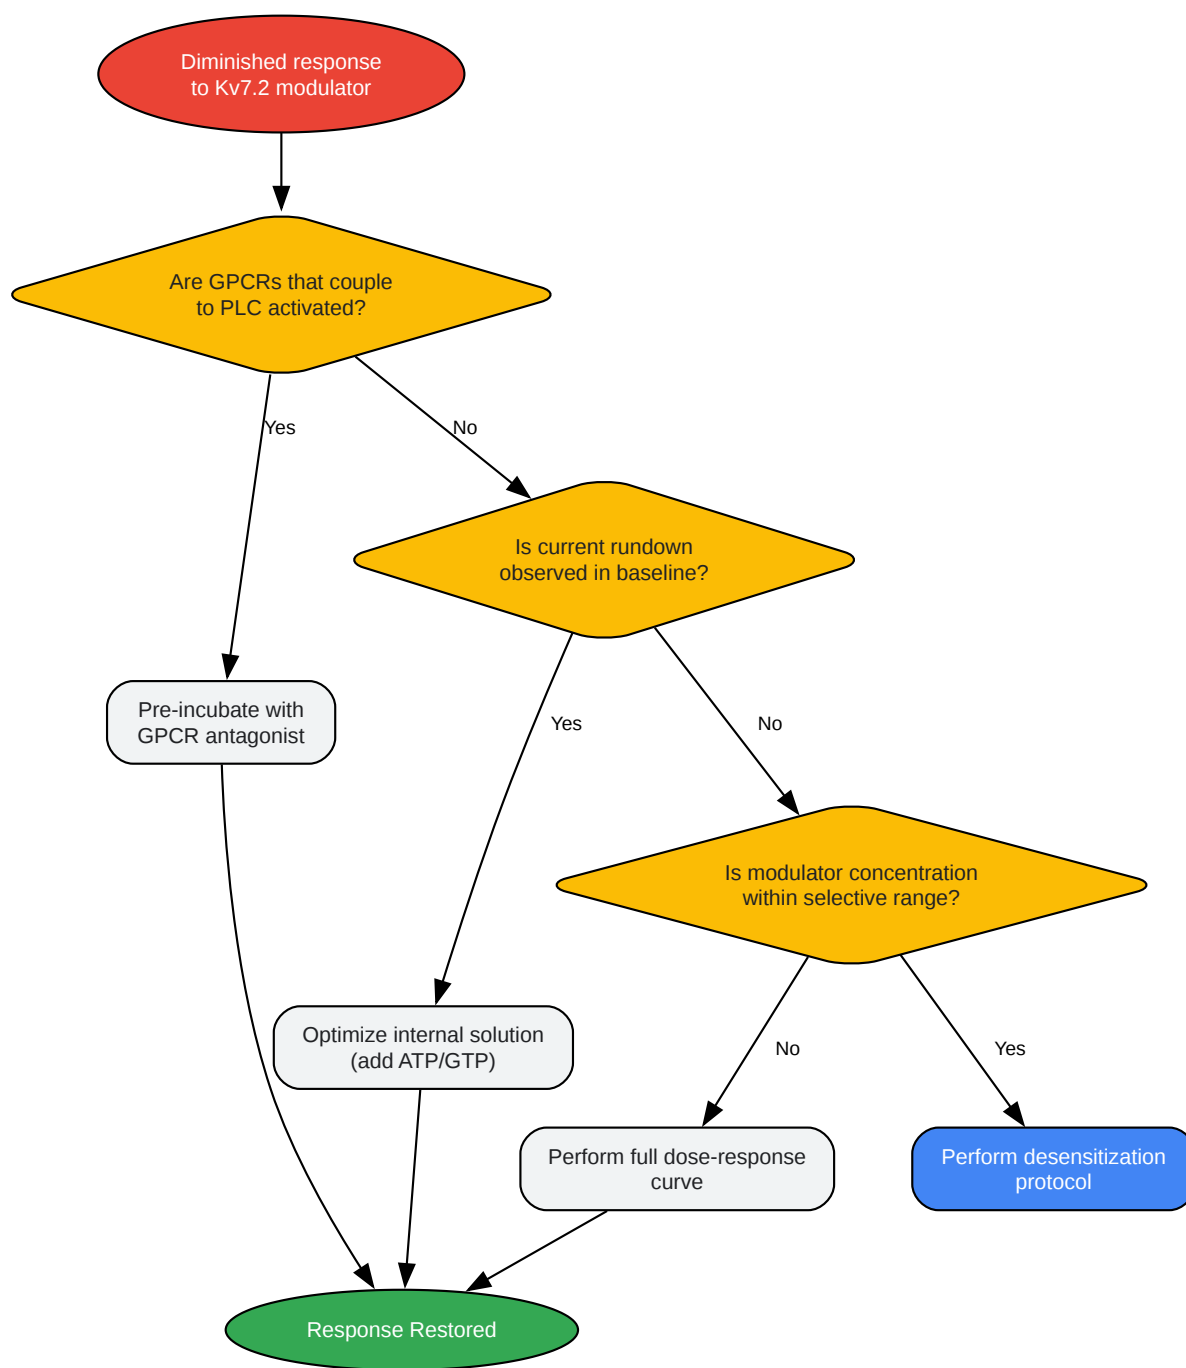 Diminished response
to Kv7.2 modulator
Are GPCRs that couple
to PLC activated?
Yes
No
Is current rundown
observed in baseline?
Pre-incubate with
GPCR antagonist
Yes
No
Is modulator concentration
within selective range?
Optimize internal solution
(add ATP/GTP)
No
Yes
Perform full dose-response
curve
Perform desensitization
protocol
Response Restored